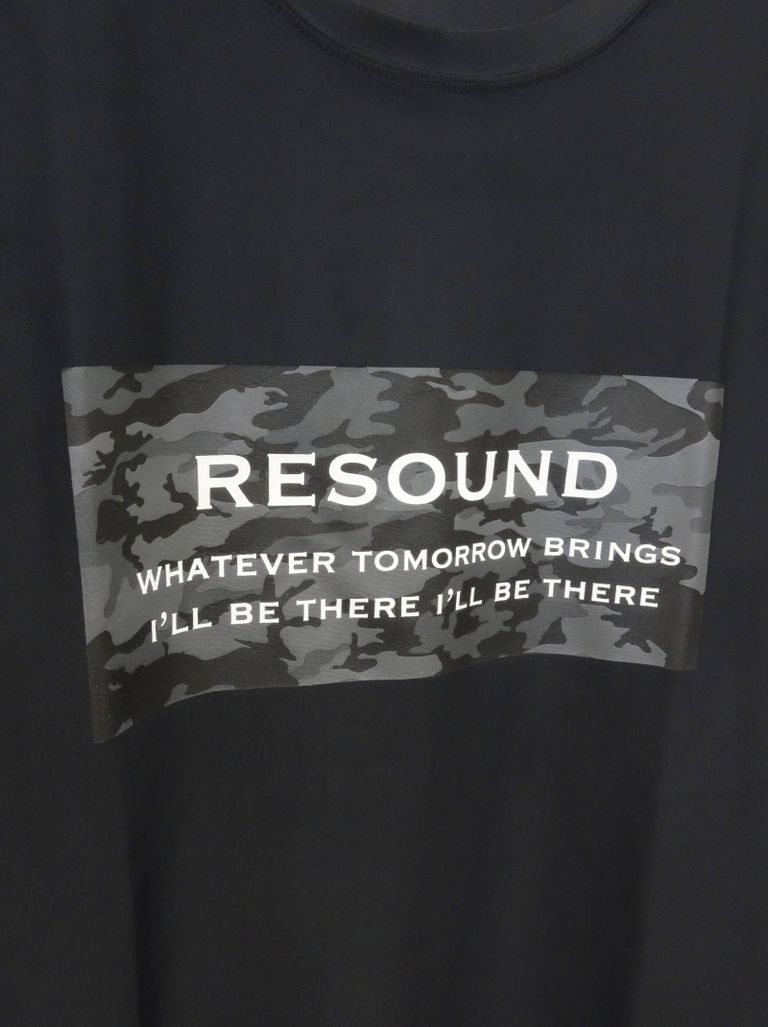 RESOUND
WHATEVER TOMORROW BRINGS
I'LL BE THERE I'LL BE THERE